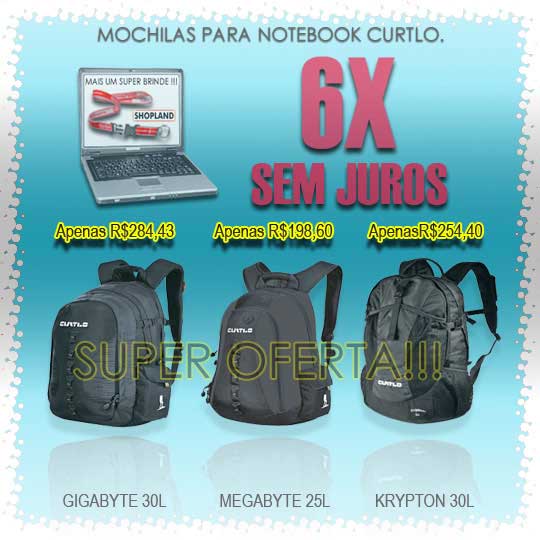 MOCHILAS PARA NOTEBOOK CURTLO.
MAIS UM SUPER BRINDE !!!
SHOPLAND
6X
SEM JUROS
Apenas R$284,43
Apenas R$198,60
ApenasR$254,40
CURTLO
CURTLO
SUPER OFERTA!!!
GIGABYTE 30L
MEGABYTE 25L
KRYPTON 30L